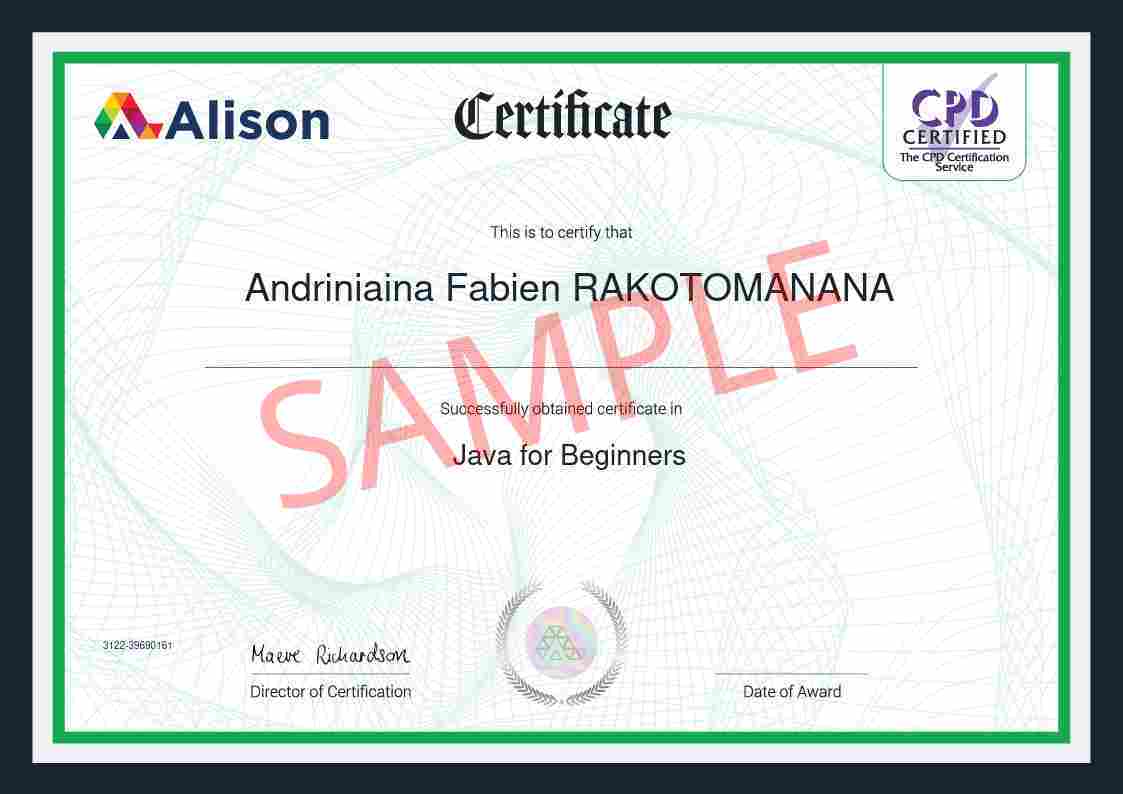 Alison
Certificate
CPD
CERTIFIED
The CPD Certification
Service
This is to certify that
Andriniaina Fabien RAKOTOMANANA
SAMPLE
Successfully obtained certificate in
Java for Beginners
3122-39690161
Maeve Richardson
Director of Certification
Date of Award